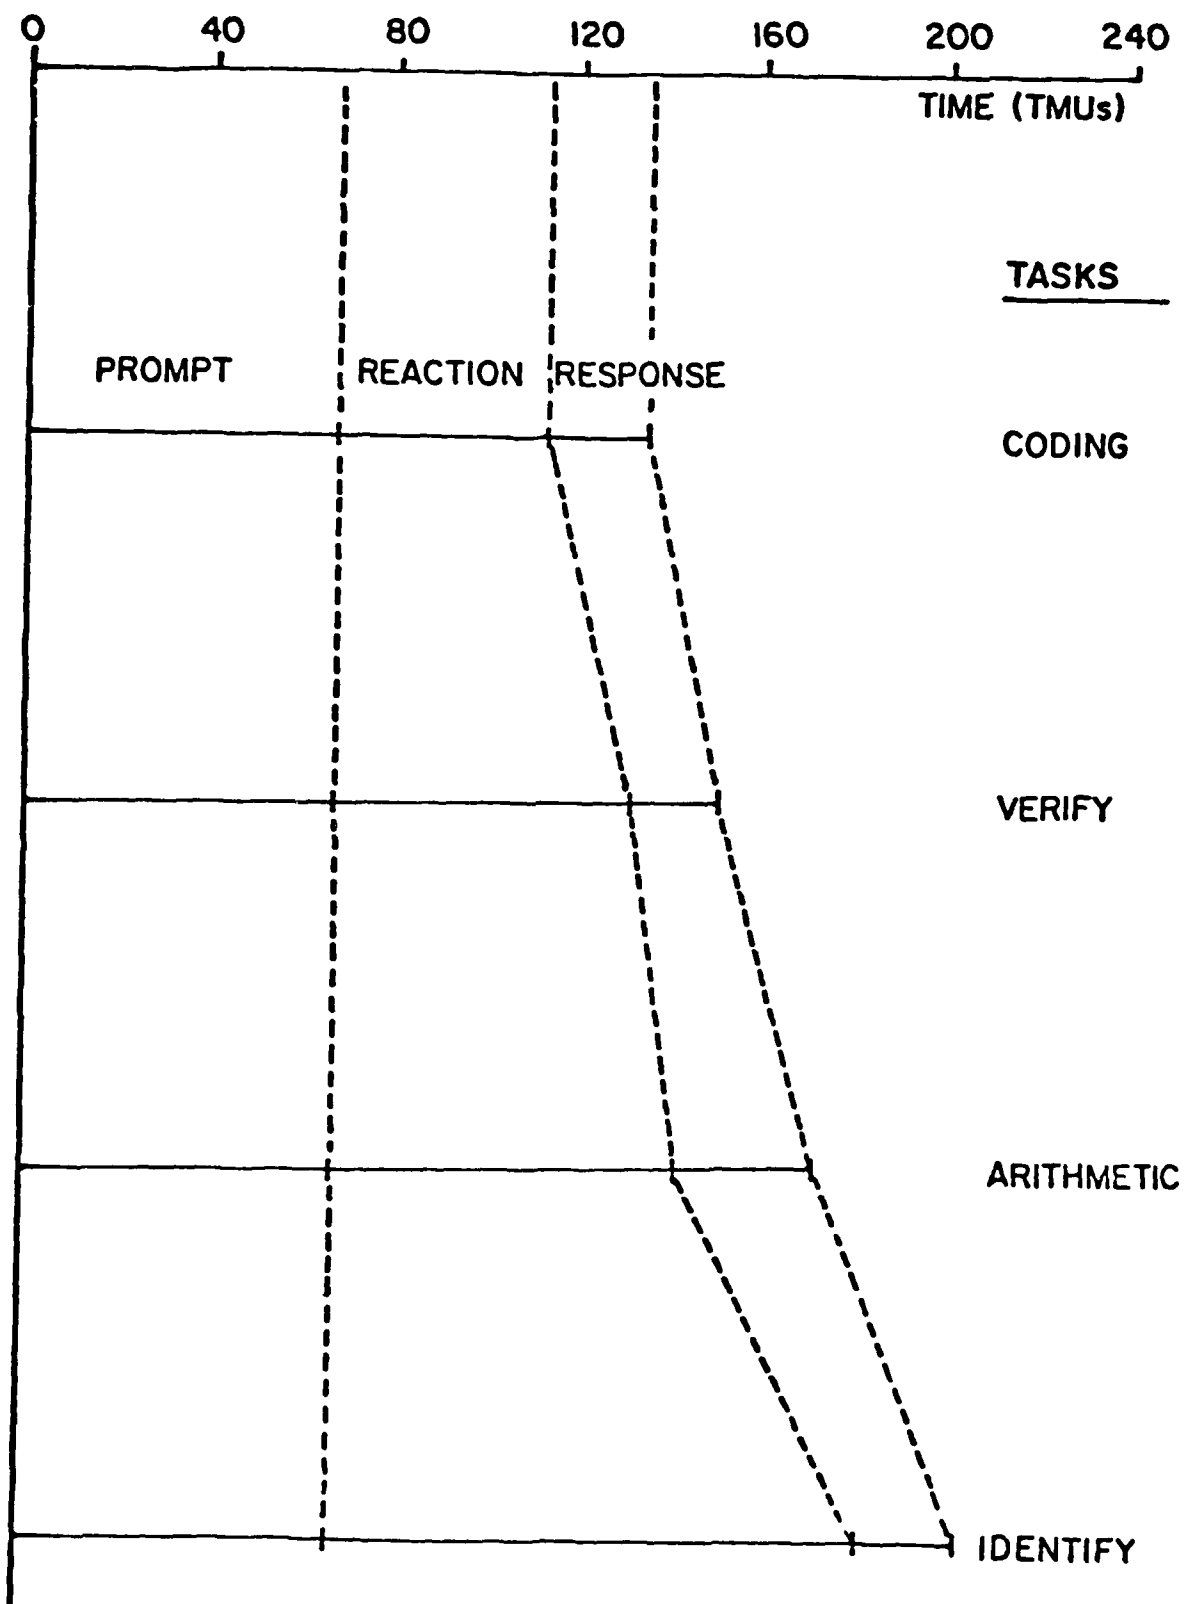 0 40 80 120 160 200 240
TIME (TMUs)
TASKS
PROMPT REACTION RESPONSE
CODING
VERIFY
ARITHMETIC
IDENTIFY